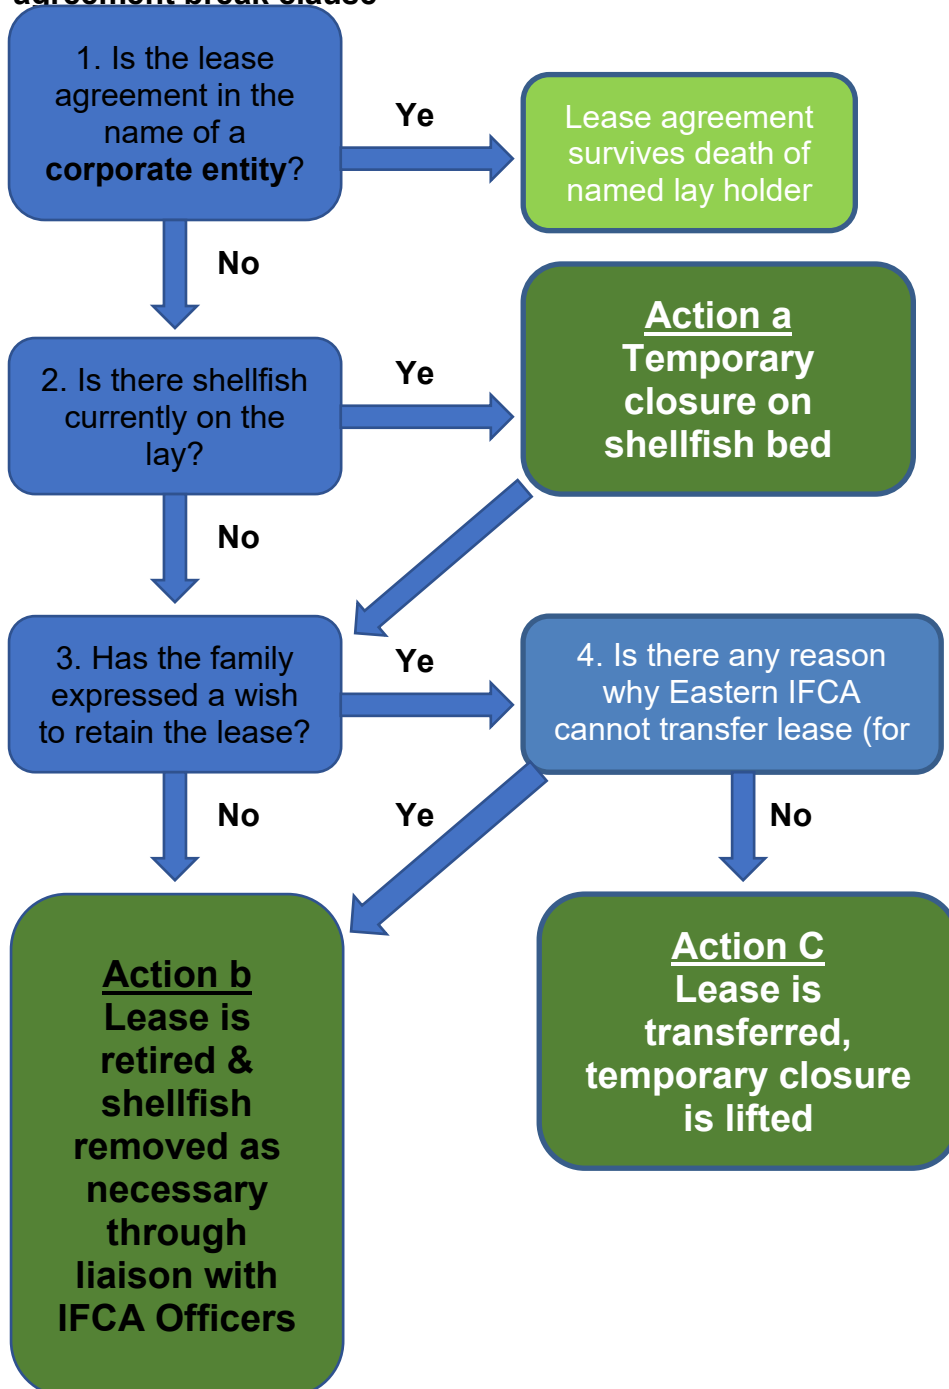 agreement break clause
1. Is the lease
agreement in the
name of a
corporate entity?
Ye
Lease agreement
survives death of
named lay holder
No
2. Is there shellfish
currently on the
lay?
Ye
Action a
Temporary
closure on
shellfish bed
No
3. Has the family
expressed a wish
to retain the lease?
Ye
4. Is there any reason
why Eastern IFCA
cannot transfer lease (for
No
Ye
No
Action b
Lease is
retired &
shellfish
removed as
necessary
through
liaison with
IFCA Officers
Action C
Lease is
transferred,
temporary closure
is lifted